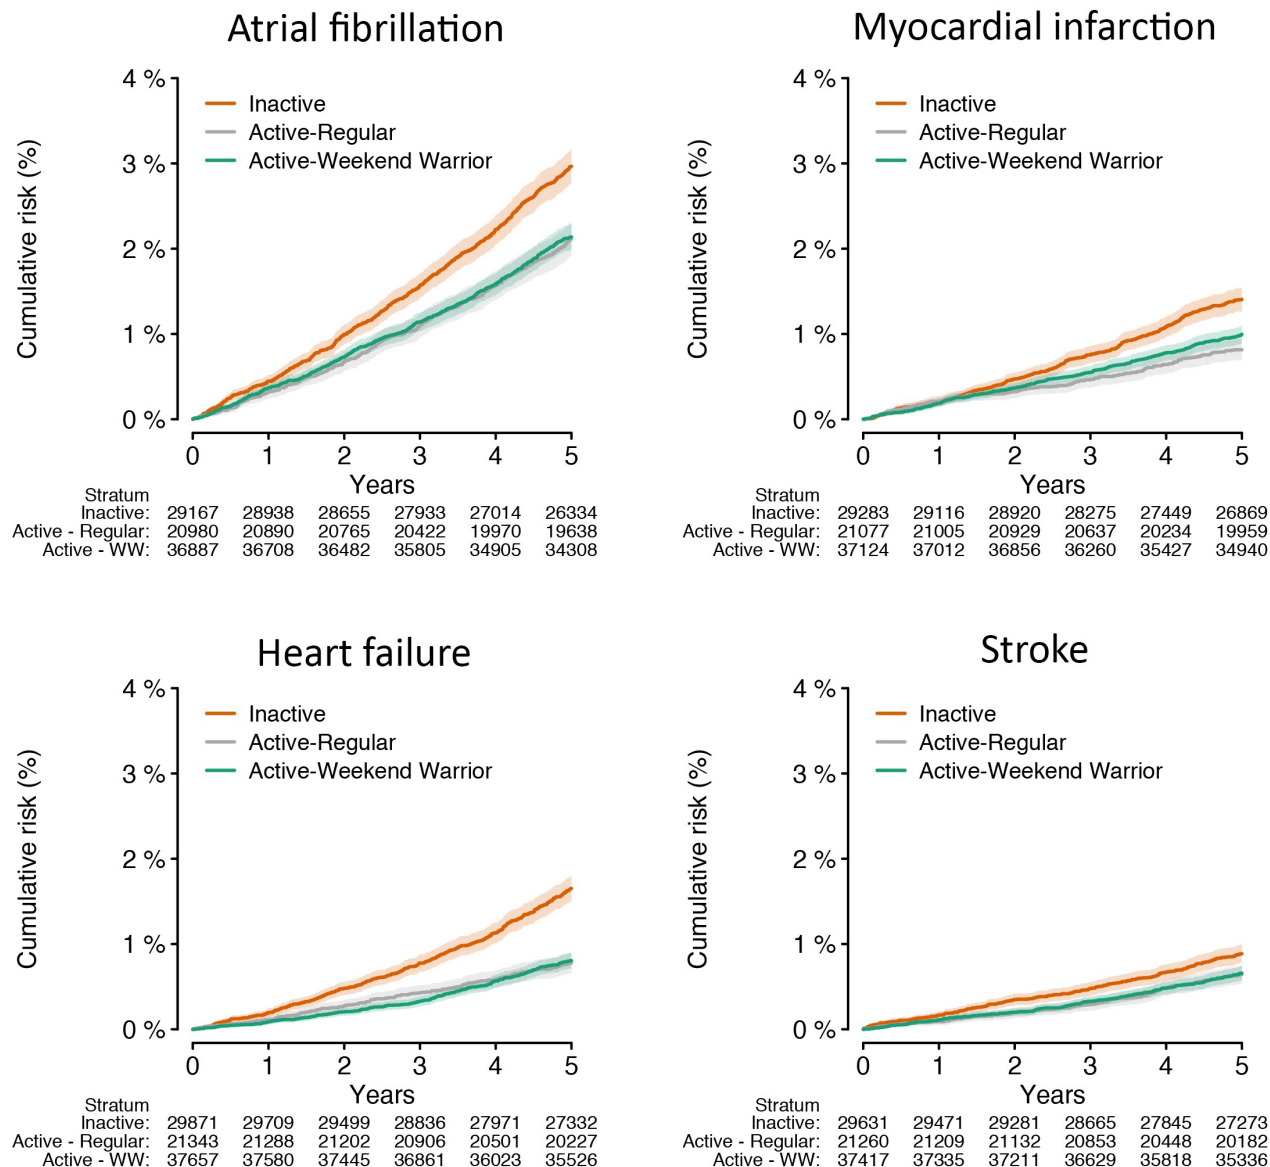 Atrial fibrillation
4 %
3 %
2 %
1 %
0 %
Cumulative risk (%)
Inactive
Active-Regular
Active-Weekend Warrior
0 1 2 3 4 5
Years
Stratum
Inactive: 29167 28938 28655 27933 27014 26334
Active - Regular: 20980 20890 20765 20422 19970 19638
Active - WW: 36887 36708 36482 35805 34905 34308
Myocardial infarction
4 %
3 %
2 %
1 %
0 %
Cumulative risk (%)
Inactive
Active-Regular
Active-Weekend Warrior
0 1 2 3 4 5
Years
Stratum
Inactive: 29283 29116 28920 28275 27449 26869
Active - Regular: 21077 21005 20929 20637 20234 19959
Active - WW: 37124 37012 36856 36260 35427 34940
Heart failure
4 %
3 %
2 %
1 %
0 %
Cumulative risk (%)
Inactive
Active-Regular
Active-Weekend Warrior
0 1 2 3 4 5
Years
Stratum
Inactive: 29871 29709 29499 28836 27971 27332
Active - Regular: 21343 21288 21202 20906 20501 20227
Active - WW: 37657 37580 37445 36861 36023 35526
Stroke
4 %
3 %
2 %
1 %
0 %
Cumulative risk (%)
Inactive
Active-Regular
Active-Weekend Warrior
0 1 2 3 4 5
Years
Stratum
Inactive: 29631 29471 29281 28665 27845 27273
Active - Regular: 21260 21209 21132 20853 20448 20182
Active - WW: 37417 37335 37211 36629 35818 35336